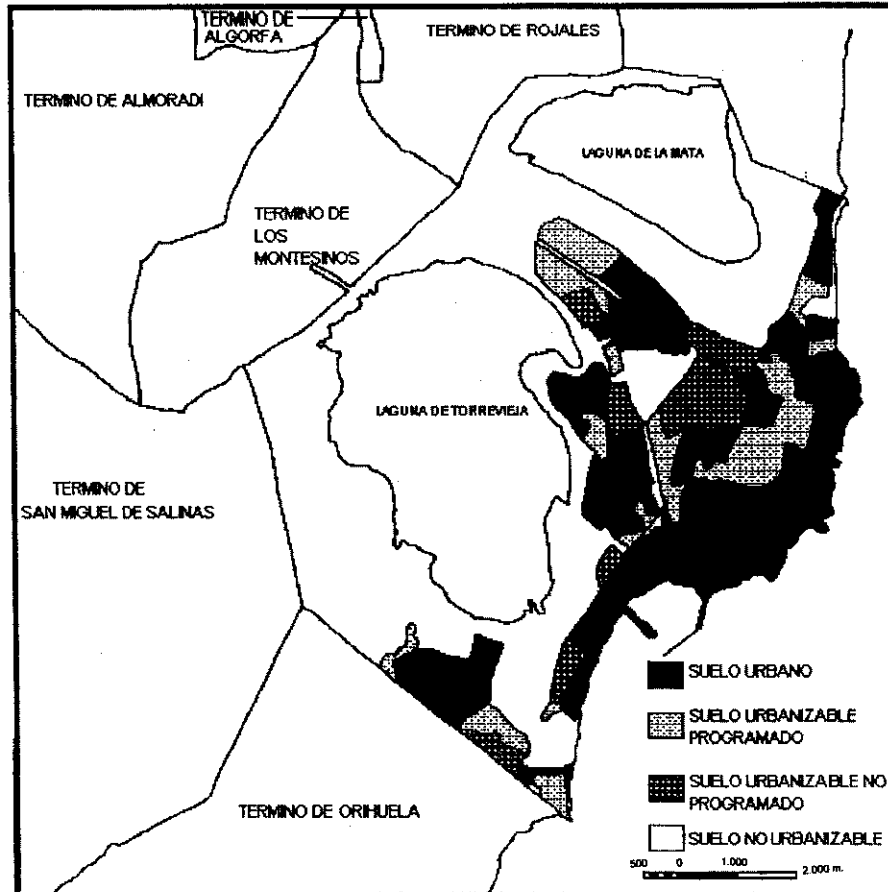 TERMINO DE
ALGORFA
TERMINO DE ROJALES
TERMINO DE ALMORADI
LAGUNA DE LA MATA
TERMINO DE
LOS
MONTESINOS
LAGUNA DE TORREVIEJA
TERMINO DE
SAN MIGUEL DE SALINAS
TERMINO DE ORIHUELA
SUELO URBANO
SUELO URBANIZABLE
PROGRAMADO
SUELO URBANIZABLE NO
PROGRAMADO
SUELO NO URBANIZABLE
500 0 1.000 2.000 m.